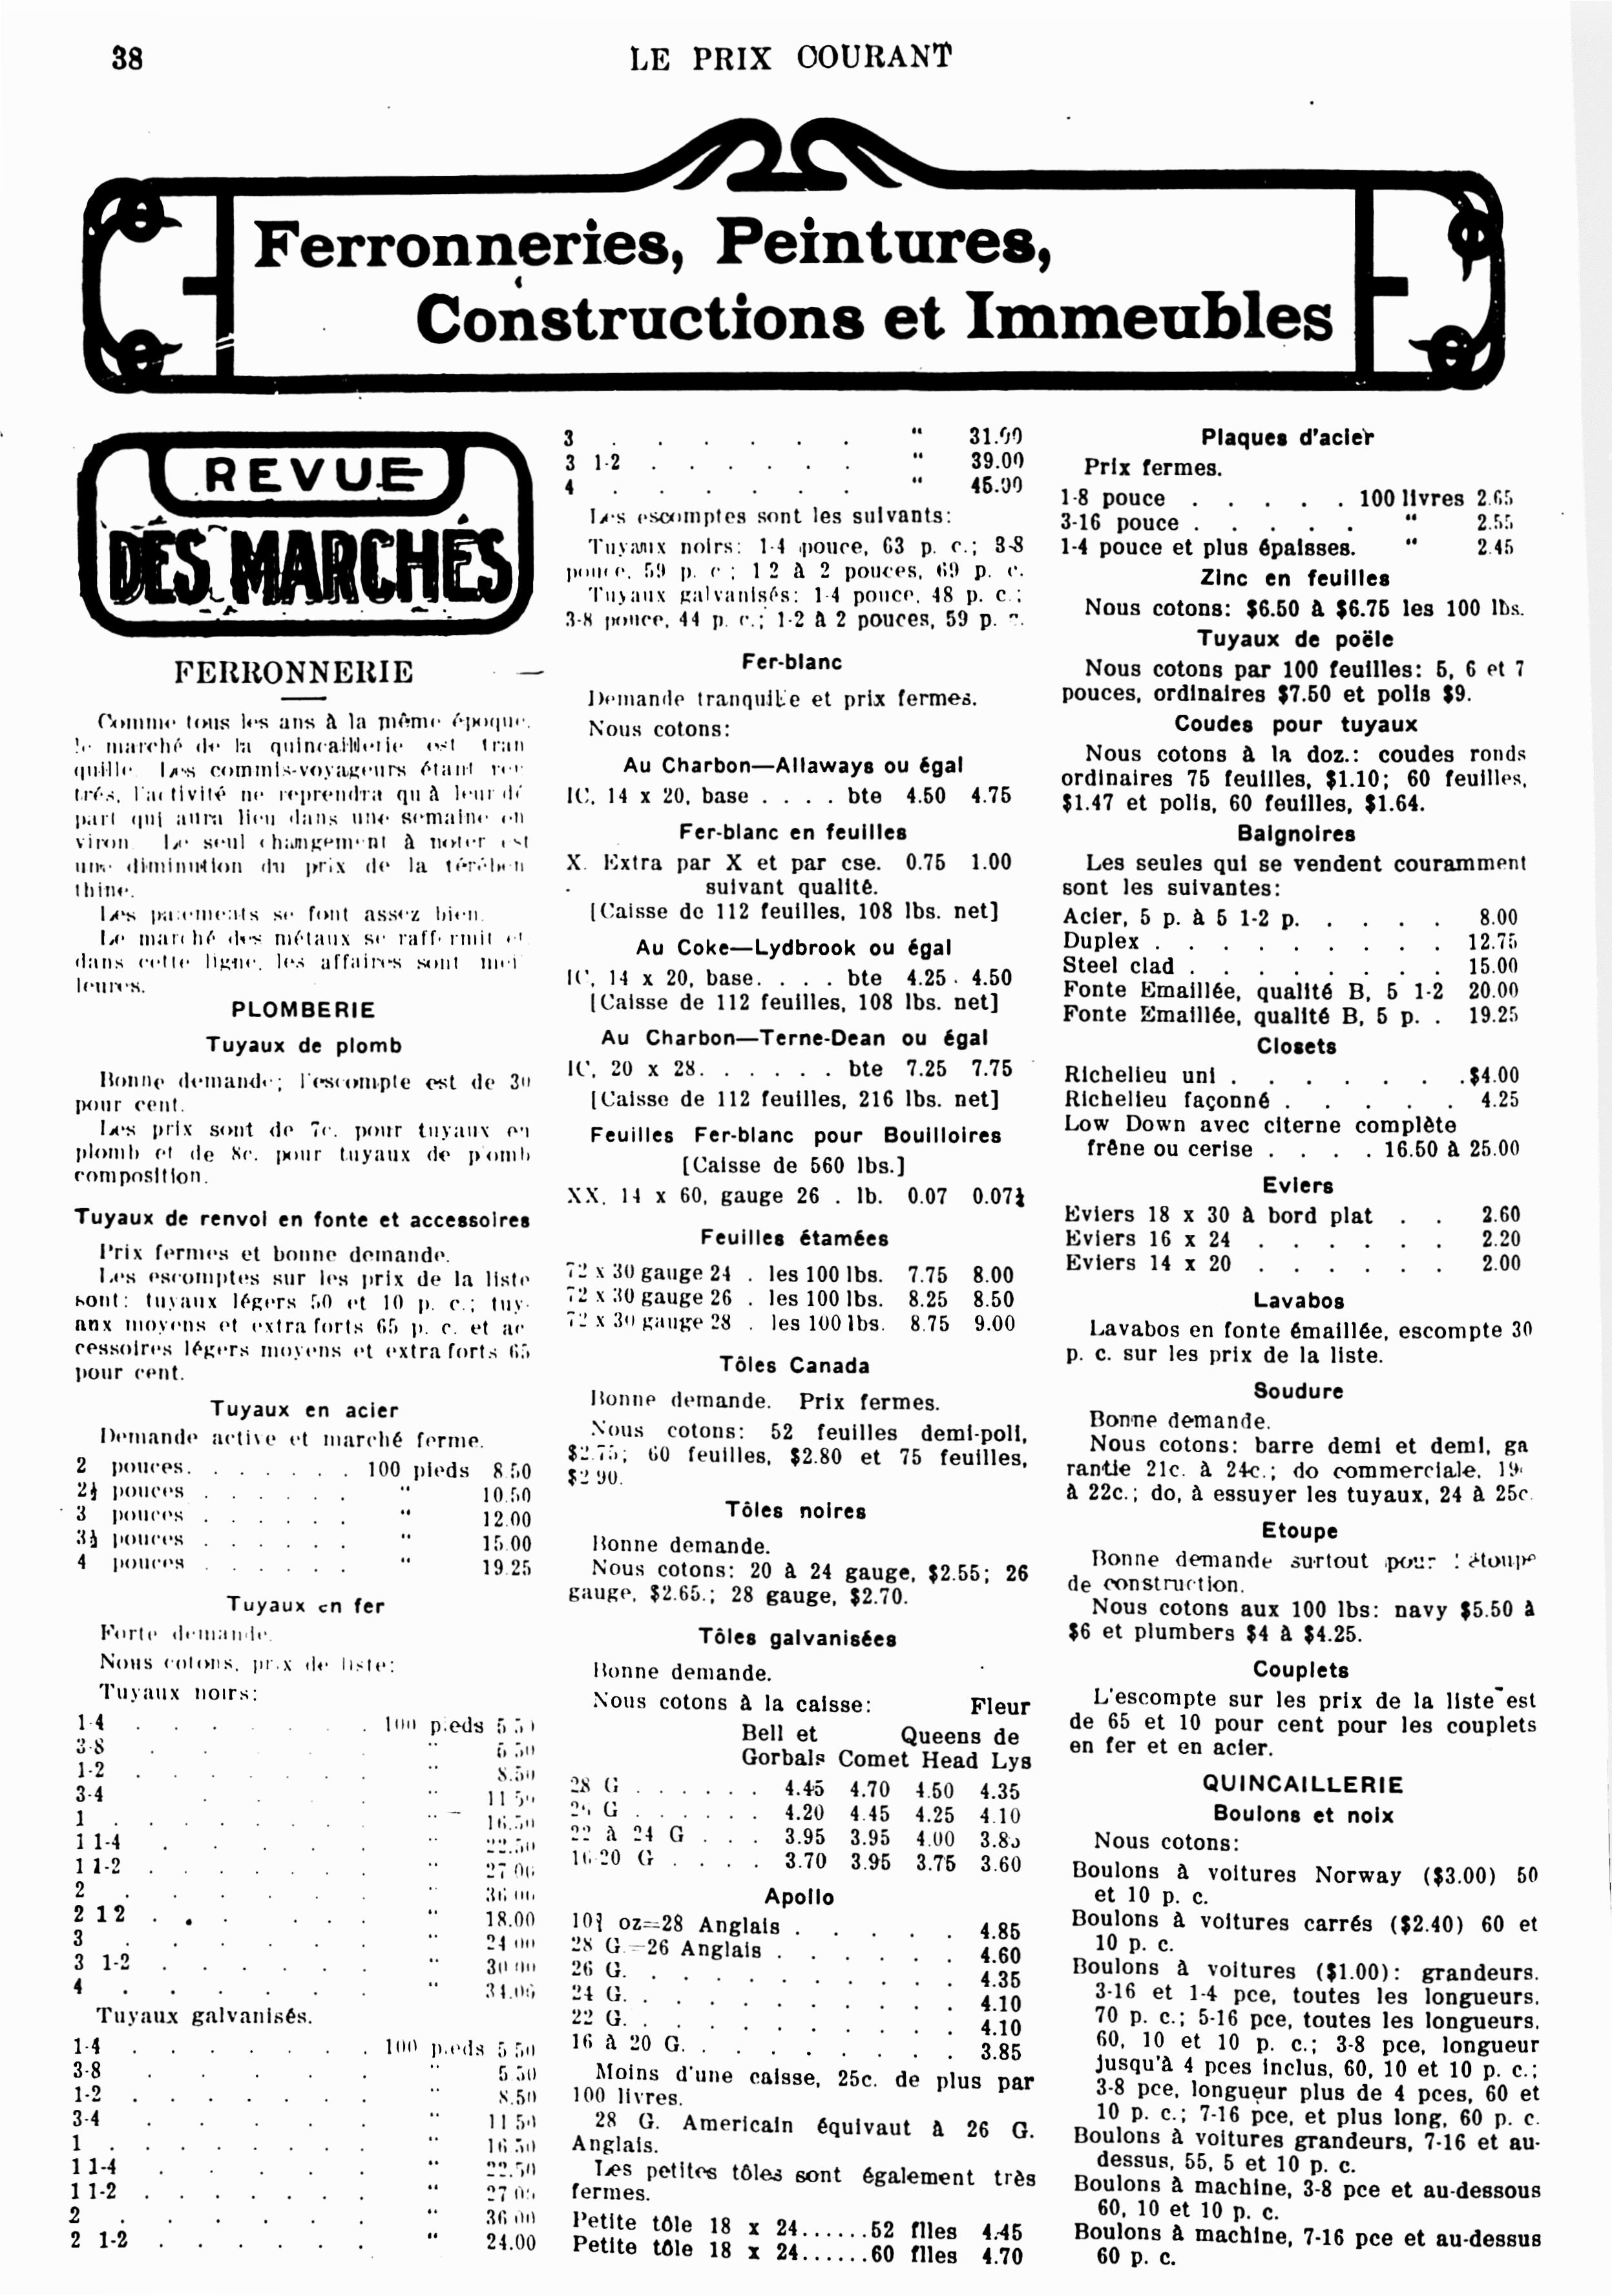 38
LE PRIX COURANT
Ferronneries, Peintures,
Constructions et Immeubles
REVUE
DES MARCHÉS
FERRONNERIE
Comme tous les ans à la même époque,
le marché de la quincaillerie est tran
quille. Les commis-voyageurs étant ren
trés, l'activité ne reprendra qu'à leur dé
part qui aura lieu dans une semaine en
viron. Le seul changement à noter est
une diminution du prix de la térében
thine.
Les paiements se font assez bien.
Le marché des métaux se raffermit et
dans cette ligne, les affaires sont meil
leures.
PLOMBERIE
Tuyaux de plomb
Bonne demande; l'escompte est de 30
pour cent.
Les prix sont de 7c. pour tuyaux en
plomb et de 8c. pour tuyaux de plomb
composition.
Tuyaux de renvoi en fonte et accessoires
Prix fermes et bonne demande.
Les escomptes sur les prix de la liste
sont: tuyaux légers 50 et 10 p. c.; tuy-
aux moyens et extra forts 65 p. c. et ac
cessoires légers moyens et extra forts 65
pour cent.
Tuyaux en acier
Demande active et marché ferme.
2 pouces. . . . . . . 100 pieds 8.50
2½ pouces . . . . . . " 10.50
3 pouces . . . . . . " 12.00
3½ pouces . . . . . . " 15.00
4 pouces . . . . . . " 19.25
Tuyaux en fer
Forte demande.
Nous cotons, prix de liste:
Tuyaux noirs:
1-4 . . . . . . . 100 pieds 5.50
3-8 . . . . . . " 5.50
1-2 . . . . . . . " 8.50
3-4 . . . . . " 11.50
1 . . . . . . . " 16.50
1 1-4 . . . . . . " 22.50
1 1-2 . . . . . . . " 27.00
2 . . . . . . . " 36.00
2 1 2 . . . . . . " 18.00
3 . . . . . . . " 24.00
3 1-2 . . . . . . " 30.00
4 . . . . . . . " 34.00
Tuyaux galvanisés.
1-4 . . . . . . . 100 pieds 5.50
3-8 . . . . . . " 5.50
1-2 . . . . . . . " 8.50
3-4 . . . . . . " 11.50
1 . . . . . . . . " 16.50
1 1-4 . . . . . . " 22.50
1 1-2 . . . . . . . " 27.00
2 . . . . . . . " 36.00
2 1-2 . . . . . . " 24.00
3 . . . . . . " 31.00
3 1-2 . . . . . . " 39.00
4 . . . . . . " 45.00
Les escomptes sont les suivants:
Tuyaux noirs: 1-4 pouce, 63 p. c.; 3-8
pouce, 59 p. c.; 1 2 à 2 pouces, 69 p. c.
Tuyaux galvanisés: 1-4 pouce, 48 p. c.;
3-8 pouce, 44 p. c.; 1-2 à 2 pouces, 59 p. c.
Fer-blanc
Demande tranquille et prix fermes.
Nous cotons:
Au Charbon—Allaways ou égal
IC, 14 x 20, base . . . . bte 4.50 4.75
Fer-blanc en feuilles
X. Extra par X et par cse. 0.75 1.00
suivant qualité.
[Caisse de 112 feuilles, 108 lbs. net]
Au Coke—Lydbrook ou égal
IC, 14 x 20, base. . . . bte 4.25 4.50
[Caisse de 112 feuilles, 108 lbs. net]
Au Charbon—Terne-Dean ou égal
IC, 20 x 28. . . . . . bte 7.25 7.75
[Caisse de 112 feuilles, 216 lbs. net]
Feuilles Fer-blanc pour Bouilloires
[Caisse de 560 lbs.]
XX, 14 x 60, gauge 26 . lb. 0.07 0.07½
Feuilles étamées
72 x 30 gauge 24 . les 100 lbs. 7.75 8.00
72 x 30 gauge 26 . les 100 lbs. 8.25 8.50
72 x 30 gauge 28 . les 100 lbs. 8.75 9.00
Tôles Canada
Bonne demande. Prix fermes.
Nous cotons: 52 feuilles demi-poli,
$2.75; 60 feuilles, $2.80 et 75 feuilles,
$2.90.
Tôles noires
Bonne demande.
Nous cotons: 20 à 24 gauge, $2.55; 26
gauge, $2.65.; 28 gauge, $2.70.
Tôles galvanisées
Bonne demande.
Nous cotons à la caisse: Fleur
Bell et Queens de
Gorbals Comet Head Lys
28 G . . . . . . 4.45 4.70 4.50 4.35
26 G . . . . . . 4.20 4.45 4.25 4.10
22 à 24 G . . . 3.95 3.95 4.00 3.85
16-20 G . . . . 3.70 3.95 3.75 3.60
Apollo
10¾ oz=28 Anglais . . . . . 4.85
28 G.=26 Anglais . . . . . . 4.60
26 G. . . . . . . . . . . 4.35
24 G. . . . . . . . . . . 4.10
22 G. . . . . . . . . . . 4.10
16 à 20 G. . . . . . . . . 3.85
Moins d'une caisse, 25c. de plus par
100 livres.
28 G. Americain équivaut à 26 G.
Anglais.
Les petites tôles sont également très
fermes.
Petite tôle 18 x 24......52 flles 4.45
Petite tôle 18 x 24......60 flles 4.70
Plaques d'acier
Prix fermes.
1-8 pouce . . . . . 100 livres 2.65
3-16 pouce . . . . . " 2.55
1-4 pouce et plus épaisses. " 2.45
Zinc en feuilles
Nous cotons: $6.50 à $6.75 les 100 lbs.
Tuyaux de poële
Nous cotons par 100 feuilles: 5, 6 et 7
pouces, ordinaires $7.50 et polis $9.
Coudes pour tuyaux
Nous cotons à la doz.: coudes ronds
ordinaires 75 feuilles, $1.10; 60 feuilles,
$1.47 et polis, 60 feuilles, $1.64.
Baignoires
Les seules qui se vendent couramment
sont les suivantes:
Acier, 5 p. à 5 1-2 p. . . . . 8.00
Duplex . . . . . . . . . 12.75
Steel clad . . . . . . . . 15.00
Fonte Emaillée, qualité B, 5 1-2 20.00
Fonte Emaillée, qualité B, 5 p. . 19.25
Closets
Richelieu uni . . . . . . . .$4.00
Richelieu façonné . . . . . . 4.25
Low Down avec citerne complète
frêne ou cerise . . . . 16.50 à 25.00
Eviers
Eviers 18 x 30 à bord plat . . 2.60
Eviers 16 x 24 . . . . . . 2.20
Eviers 14 x 20 . . . . . . 2.00
Lavabos
Lavabos en fonte émaillée, escompte 30
p. c. sur les prix de la liste.
Soudure
Bonne demande.
Nous cotons: barre demi et demi, ga
rantie 21c. à 24c.; do commerciale, 19c
à 22c.; do, à essuyer les tuyaux, 24 à 25c.
Etoupe
Bonne demande surtout pour l'étoupe
de construction.
Nous cotons aux 100 lbs: navy $5.50 à
$6 et plumbers $4 à $4.25.
Couplets
L'escompte sur les prix de la liste est
de 65 et 10 pour cent pour les couplets
en fer et en acier.
QUINCAILLERIE
Boulons et noix
Nous cotons:
Boulons à voitures Norway ($3.00) 50
et 10 p. c.
Boulons à voitures carrés ($2.40) 60 et
10 p. c.
Boulons à voitures ($1.00): grandeurs.
3-16 et 1-4 pce, toutes les longueurs,
70 p. c.; 5-16 pce, toutes les longueurs,
60, 10 et 10 p. c.; 3-8 pce, longueur
jusqu'à 4 pces inclus, 60, 10 et 10 p. c.;
3-8 pce, longueur plus de 4 pces, 60 et
10 p. c.; 7-16 pce, et plus long, 60 p. c.
Boulons à voitures grandeurs, 7-16 et au-
dessus, 55, 5 et 10 p. c.
Boulons à machine, 3-8 pce et au-dessous
60, 10 et 10 p. c.
Boulons à machine, 7-16 pce et au-dessus
60 p. c.